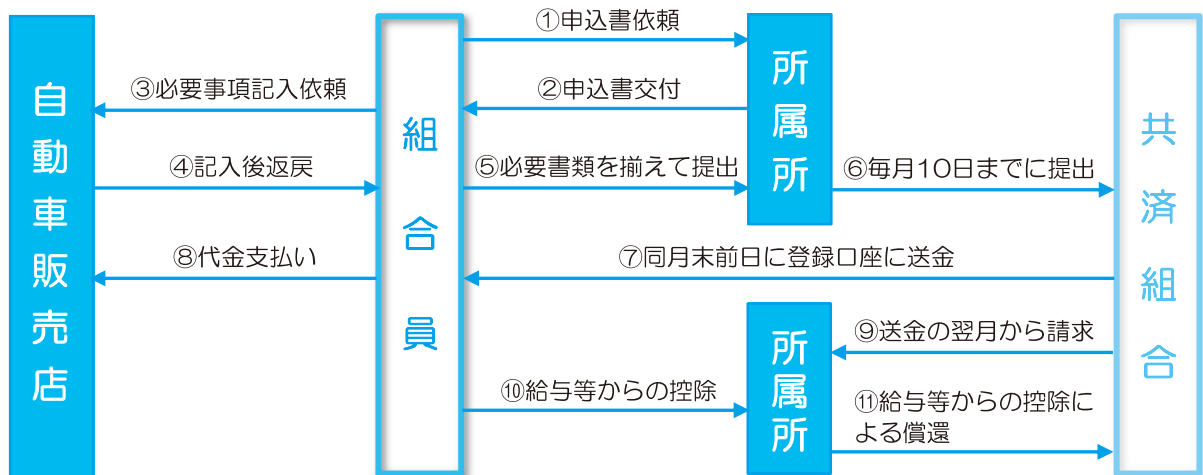 自動車販売店
組合員
所属所
共済組合
①申込書依頼
②申込書交付
③必要事項記入依頼
④記入後返戻
⑤必要書類を揃えて提出
⑥毎月10日までに提出
⑦同月末前日に登録口座に送金
⑧代金支払い
所属所
⑨送金の翌月から請求
⑩給与等からの控除
⑪給与等からの控除に
よる償還